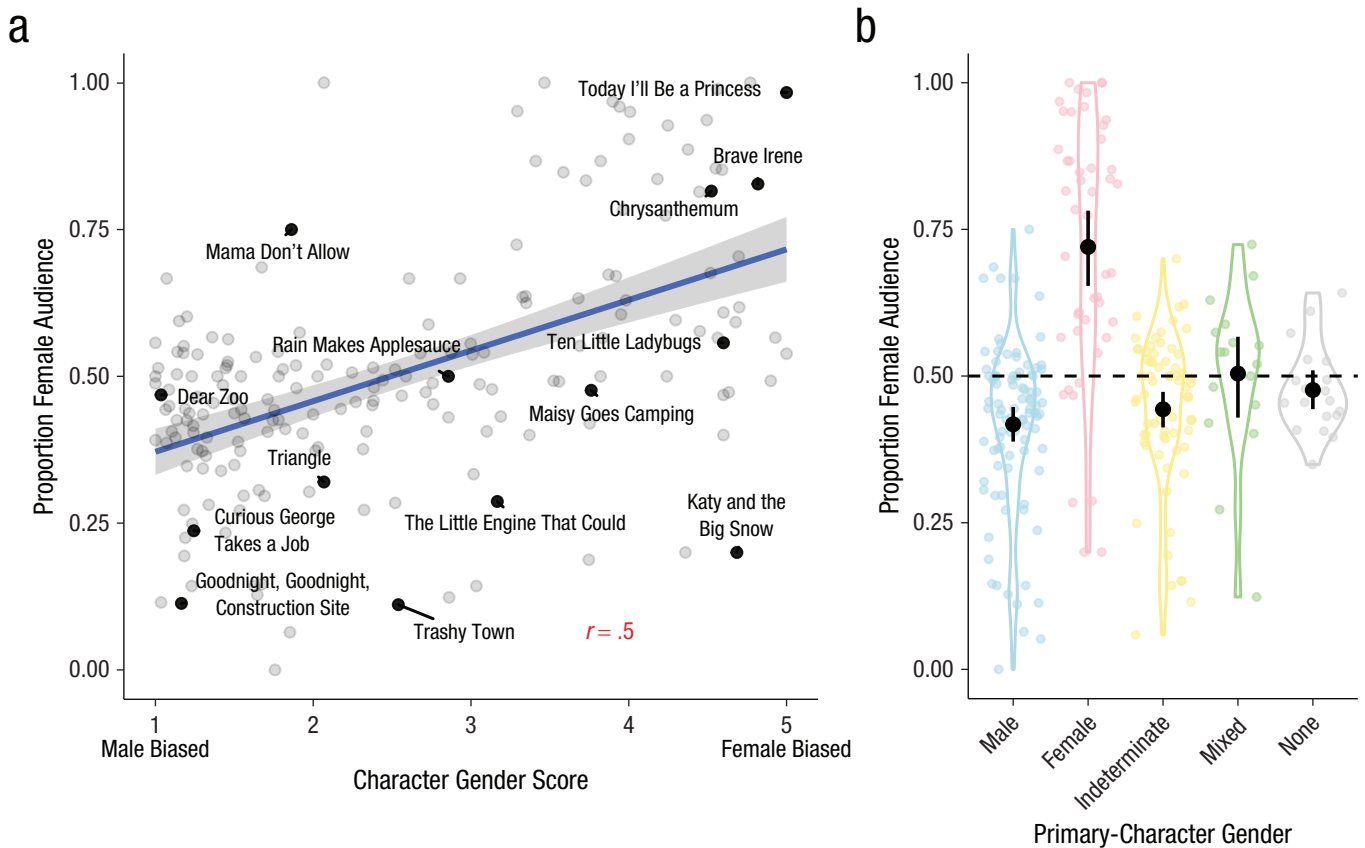 a
Proportion Female Audience
1.00
0.75
0.50
0.25
0.00
Today I'll Be a Princess
Brave Irene
Chrysanthemum
Mama Don't Allow
Rain Makes Applesauce
Ten Little Ladybugs
Dear Zoo
Maisy Goes Camping
Triangle
Curious George
Takes a Job
The Little Engine That Could
Katy and the
Big Snow
Goodnight, Goodnight,
Construction Site
Trashy Town
r = .5
1
2
3
4
5
Male Biased
Female Biased
Character Gender Score
b
Proportion Female Audience
1.00
0.75
0.50
0.25
0.00
Male
Female
Indeterminate
Mixed
None
Primary-Character Gender